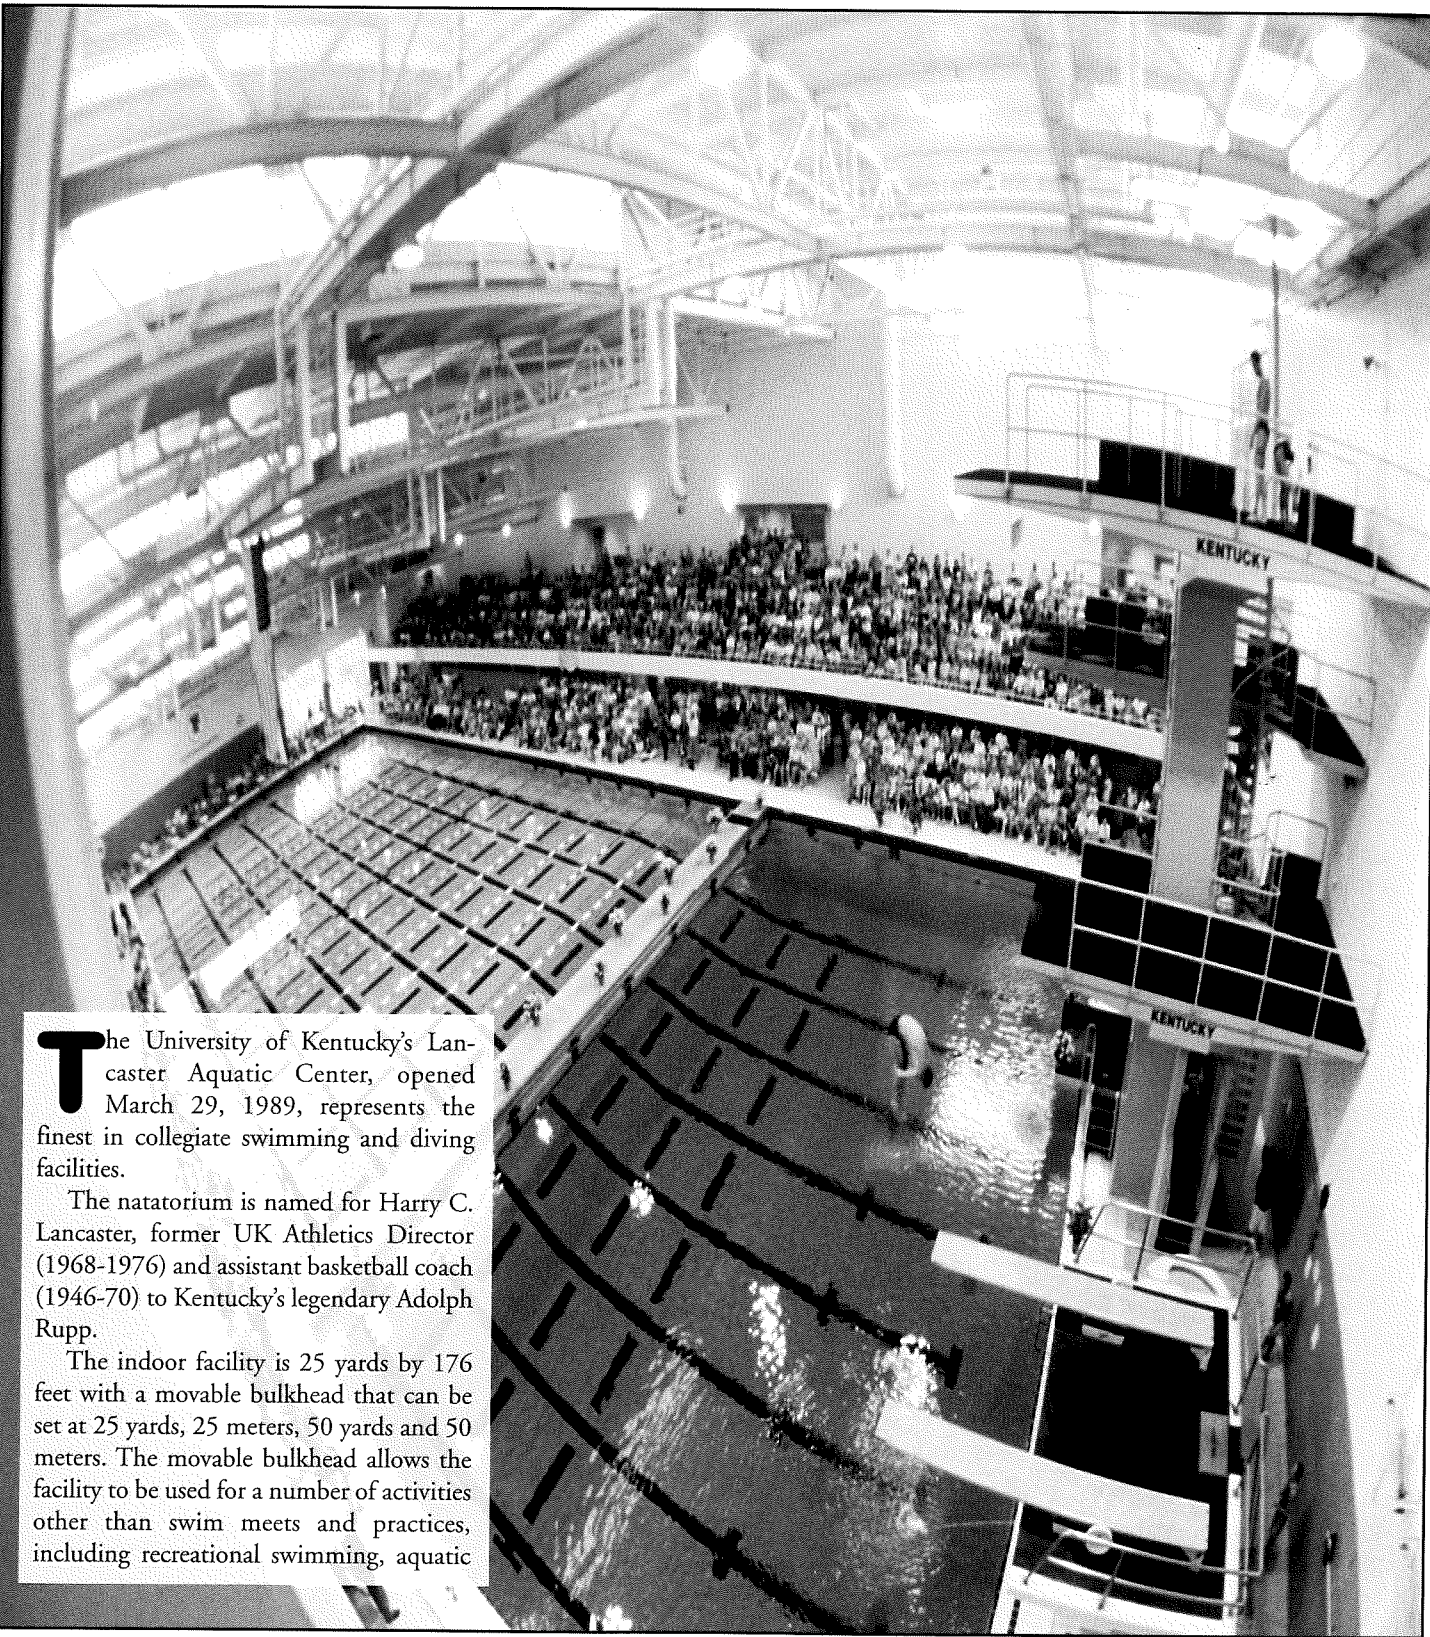 KENTUCKY
KENTUCKY
The University of Kentucky's Lan-
caster Aquatic Center, opened
March 29, 1989, represents the
finest in collegiate swimming and diving
facilities.
The natatorium is named for Harry C.
Lancaster, former UK Athletics Director
(1968-1976) and assistant basketball coach
(1946-70) to Kentucky's legendary Adolph
Rupp.
The indoor facility is 25 yards by 176
feet with a movable bulkhead that can be
set at 25 yards, 25 meters, 50 yards and 50
meters. The movable bulkhead allows the
facility to be used for a number of activities
other than swim meets and practices,
including recreational swimming, aquatic